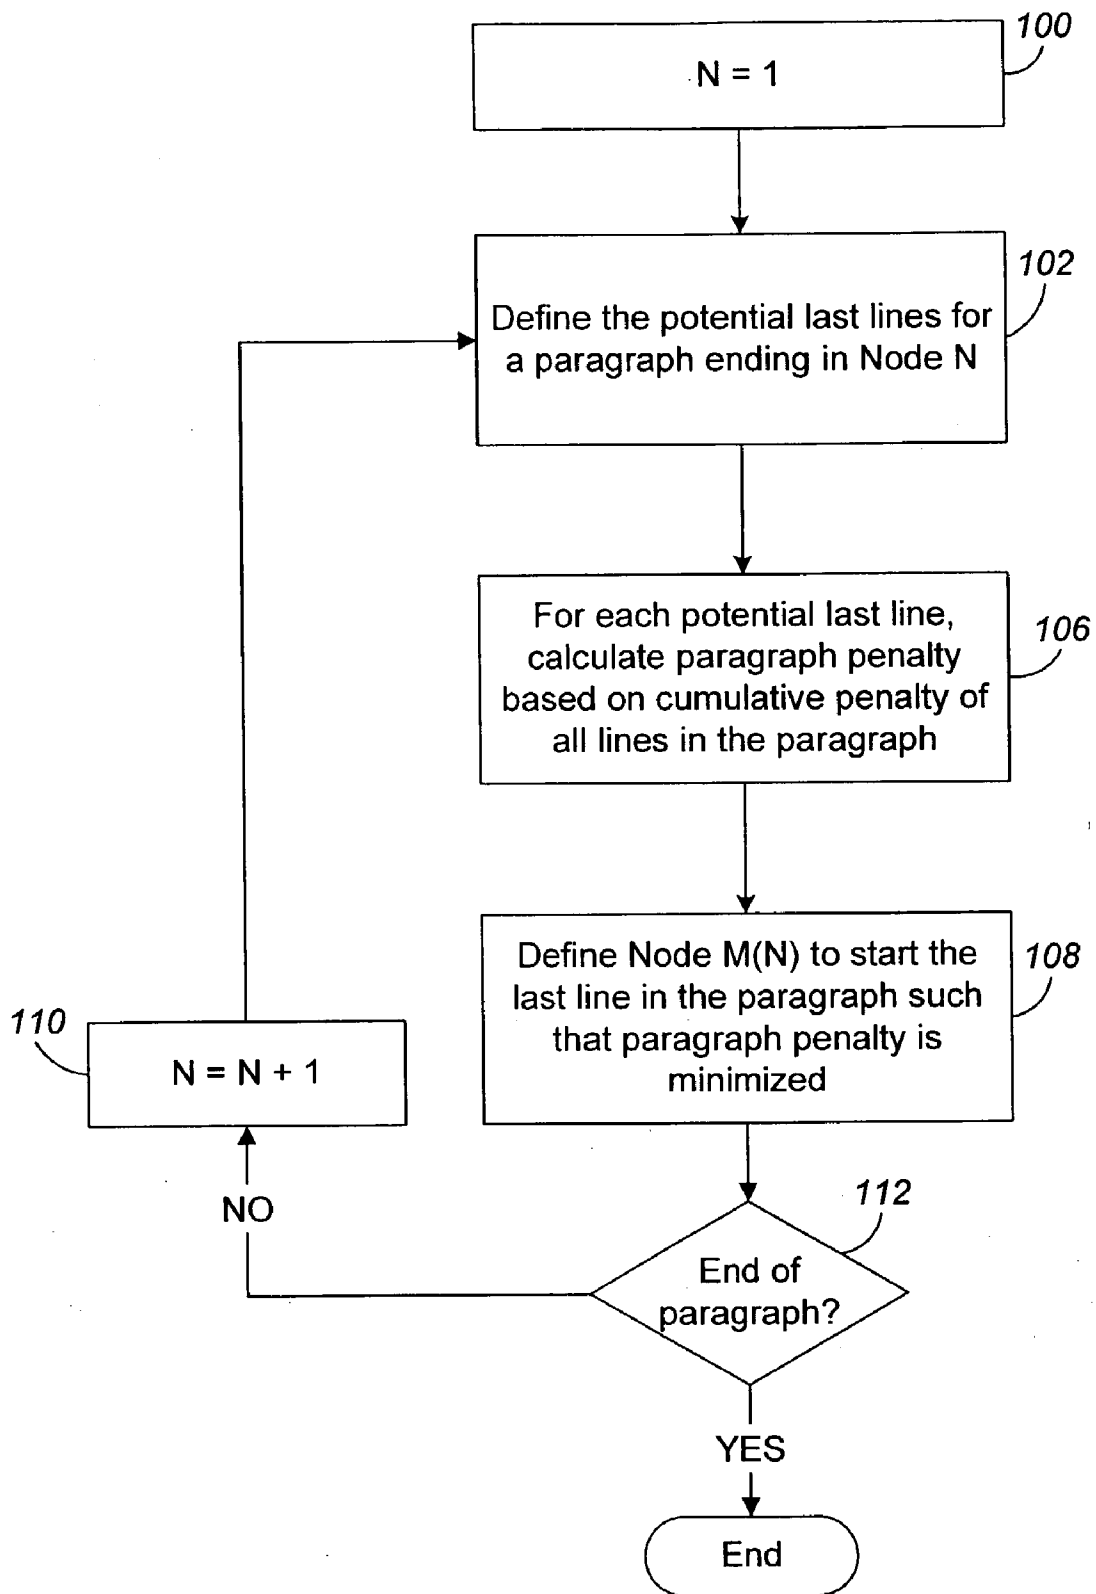 100
N = 1
102
Define the potential last lines for
a paragraph ending in Node N
106
For each potential last line,
calculate paragraph penalty
based on cumulative penalty of
all lines in the paragraph
108
Define Node M(N) to start the
last line in the paragraph such
that paragraph penalty is
minimized
110
N = N + 1
NO
112
End of
paragraph?
YES
End